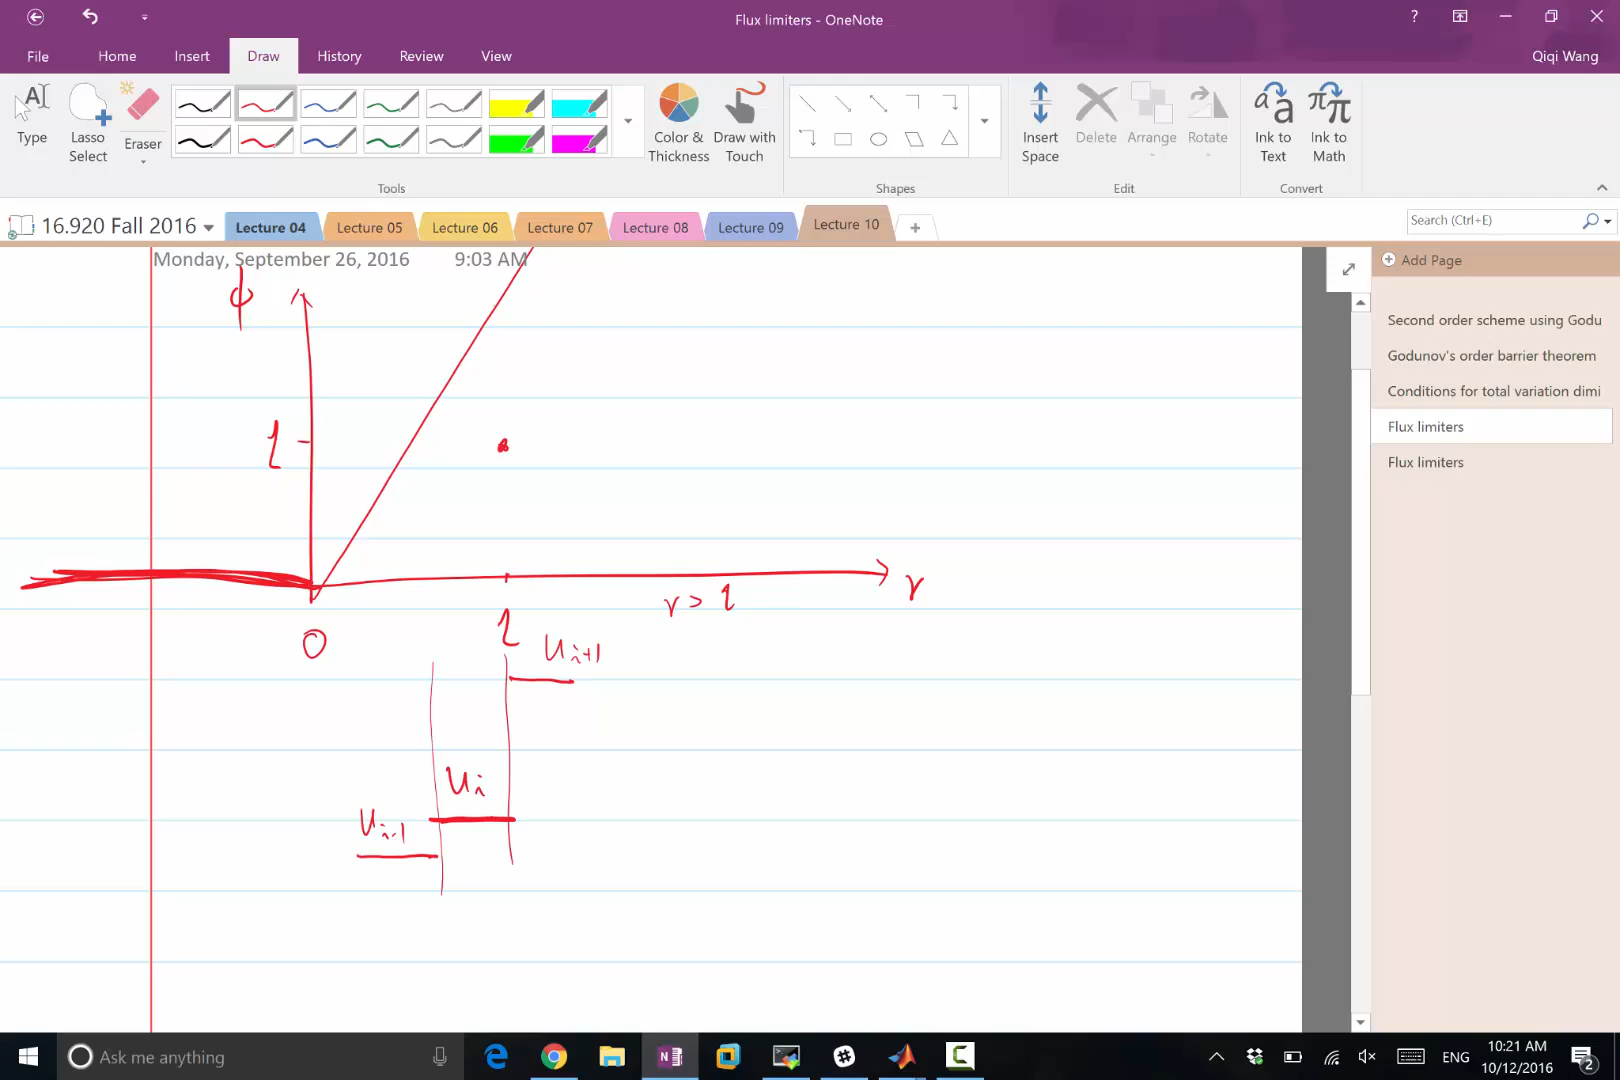 Flux limiters - OneNote
?
File Home Insert Draw History Review View
Qiqi Wang
Type
Lasso Select
Eraser
Color & Thickness
Draw with Touch
Insert Space
Delete
Arrange
Rotate
Ink to Text
Ink to Math
Tools
Shapes
Edit
Convert
16.920 Fall 2016
Lecture 04 Lecture 05 Lecture 06 Lecture 07 Lecture 08 Lecture 09 Lecture 10 +
Search (Ctrl+E)
Monday, September 26, 2016 9:03 AM
Add Page
Second order scheme using Godu
Godunov's order barrier theorem
Conditions for total variation dimi
Flux limiters
Flux limiters
ϕ
1
r
r > 1
0
1
u_{i+1}
u_i
u_{i-1}
Ask me anything
ENG
10:21 AM
10/12/2016
2